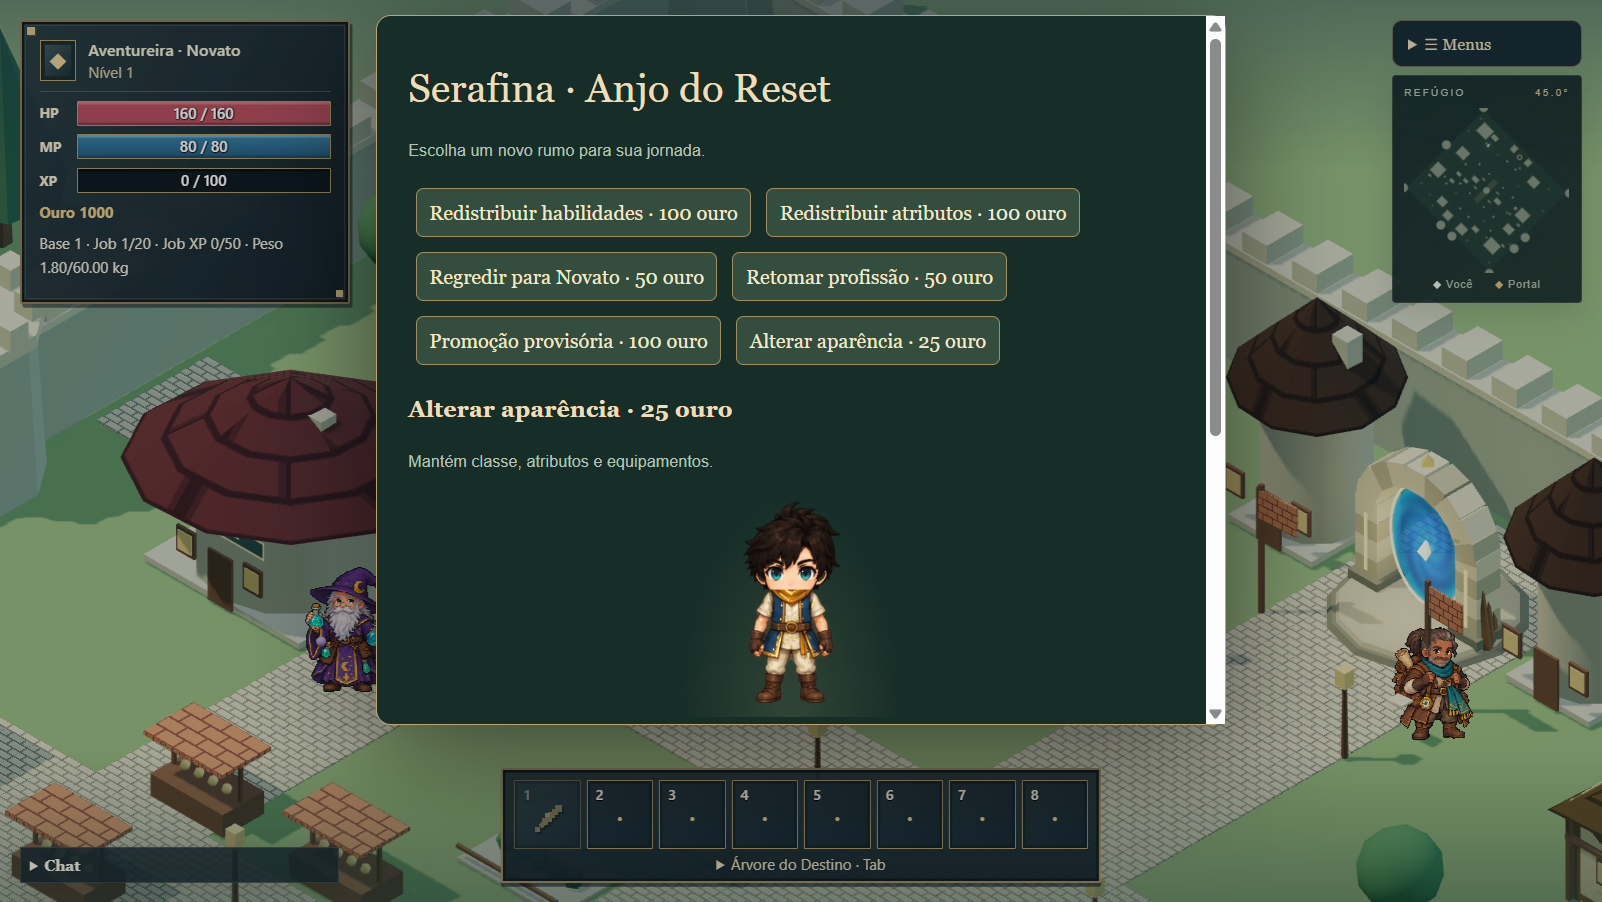 Aventureira · Novato
Nível 1
HP 160 / 160
MP 80 / 80
XP 0 / 100
Ouro 1000
Base 1 · Job 1/20 · Job XP 0/50 · Peso
1.80/60.00 kg
Serafina · Anjo do Reset
Escolha um novo rumo para sua jornada.
Redistribuir habilidades · 100 ouro
Redistribuir atributos · 100 ouro
Regredir para Novato · 50 ouro
Retomar profissão · 50 ouro
Promoção provisória · 100 ouro
Alterar aparência · 25 ouro
Alterar aparência · 25 ouro
Mantém classe, atributos e equipamentos.
☰ Menus
REFÚGIO 45.0°
Você Portal
1 2 3 4 5 6 7 8
Árvore do Destino · Tab
Chat